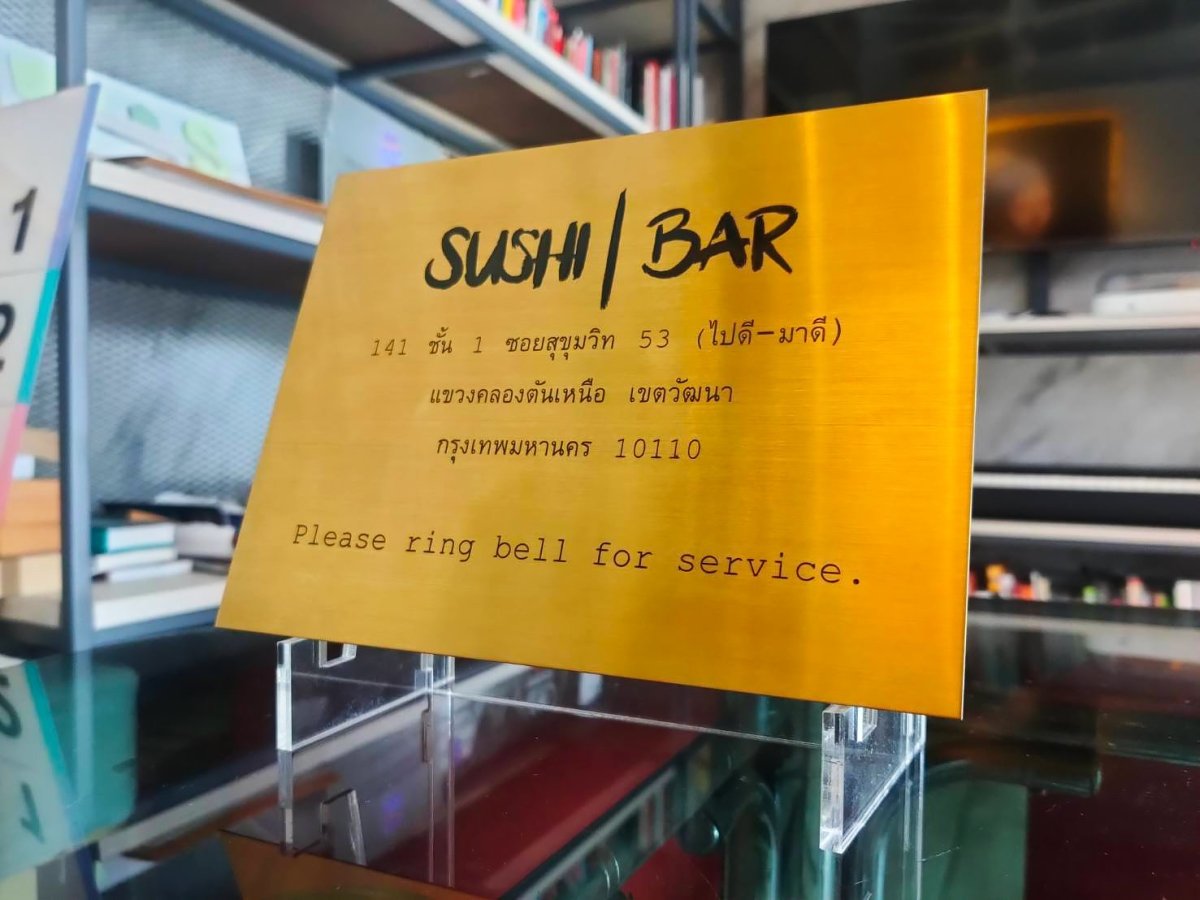 SUSHI | BAR
141 ชั้น 1 ซอยสุขุมวิท 53 (ไปดี-มาดี)
แขวงคลองตันเหนือ เขตวัฒนา
กรุงเทพมหานคร 10110
Please ring bell for service.
1